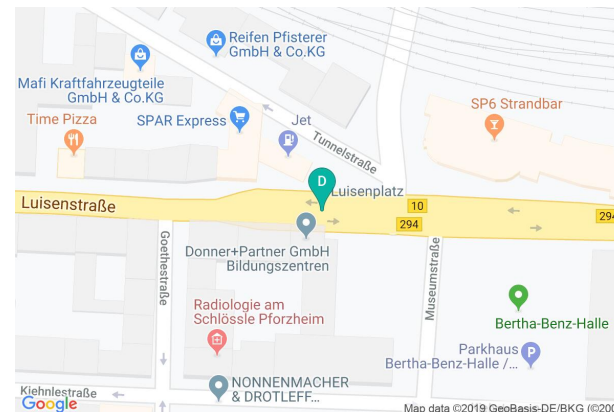 Reifen Pfisterer
GmbH & Co.KG
Mafi Kraftfahrzeugteile
GmbH & Co.KG
SP6 Strandbar
Time Pizza
SPAR Express
Jet
Tunnelstraße
D
Luisenplatz
Luisenstraße
10
294
294
Donner+Partner GmbH
Bildungszentren
Goethestraße
Museumstraße
Radiologie am
Schlössle Pforzheim
Bertha-Benz-Halle
Parkhaus
Bertha-Benz-Halle /...
P
Kiehnlestraße
NONNENMACHER
& DROTLEFF...
Google
Map data ©2019 GeoBasis-DE/BKG (©200